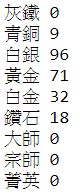 灰鐵 0
青銅 9
白銀 96
黃金 71
白金 32
鑽石 18
大師 0
宗師 0
菁英 0